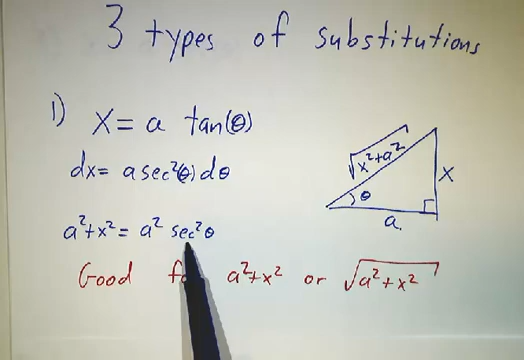 3 types of substitutions
1) x = a tan(θ)
dx = a sec²(θ) dθ
√x²+a²
θ
x
a
a²+x² = a² sec²θ
Good a²+x² or √a²+x²